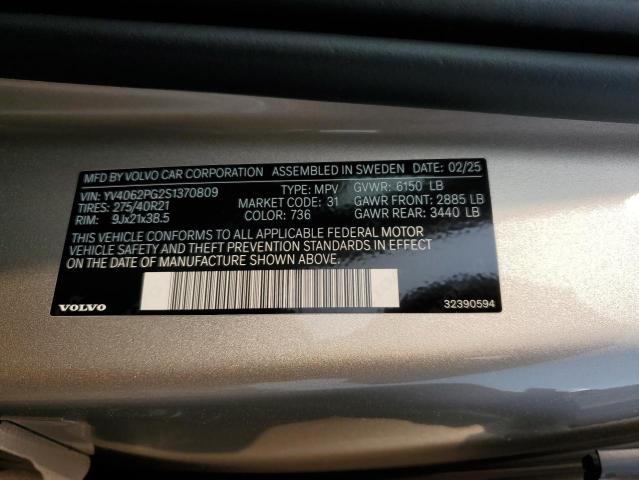 MFD BY VOLVO CAR CORPORATION ASSEMBLED IN SWEDEN DATE: 02/25
VIN: YV4062PG2S1370809 TYPE: MPV GVWR: 6150 LB
TIRES: 275/40R21 MARKET CODE: 31 GAWR FRONT: 2885 LB
RIM: 9Jx21x38.5 COLOR: 736 GAWR REAR: 3440 LB
THIS VEHICLE CONFORMS TO ALL APPLICABLE FEDERAL MOTOR
VEHICLE SAFETY AND THEFT PREVENTION STANDARDS IN EFFECT
ON THE DATE OF MANUFACTURE SHOWN ABOVE.
VOLVO 32390594